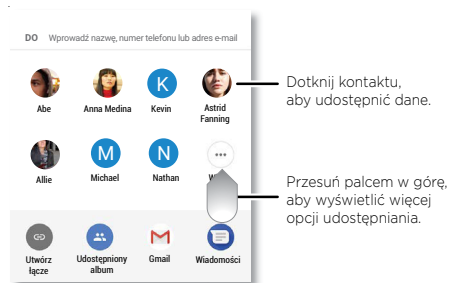 DO Wprowadź nazwę, numer telefonu lub adres e-mail
Abe Anna Medina Kevin Astrid
Fanning
Dotknij kontaktu,
aby udostępnić dane.
Allie Michael Nathan
Przesuń palcem w górę,
aby wyświetlić więcej
opcji udostępniania.
Utwórz Udostępniony Gmail Wiadomości
łącze album
K
M
N